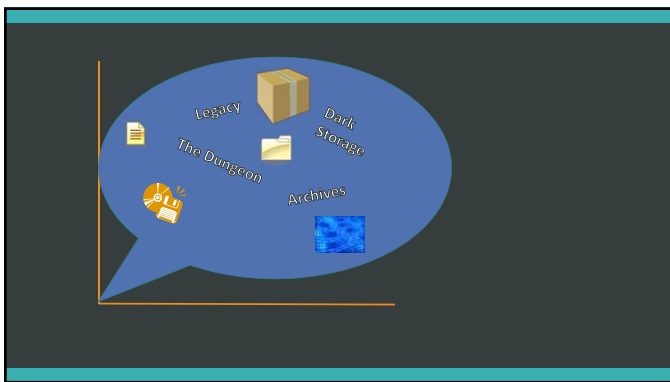 Legacy
Dark
Storage
The Dungeon
Archives